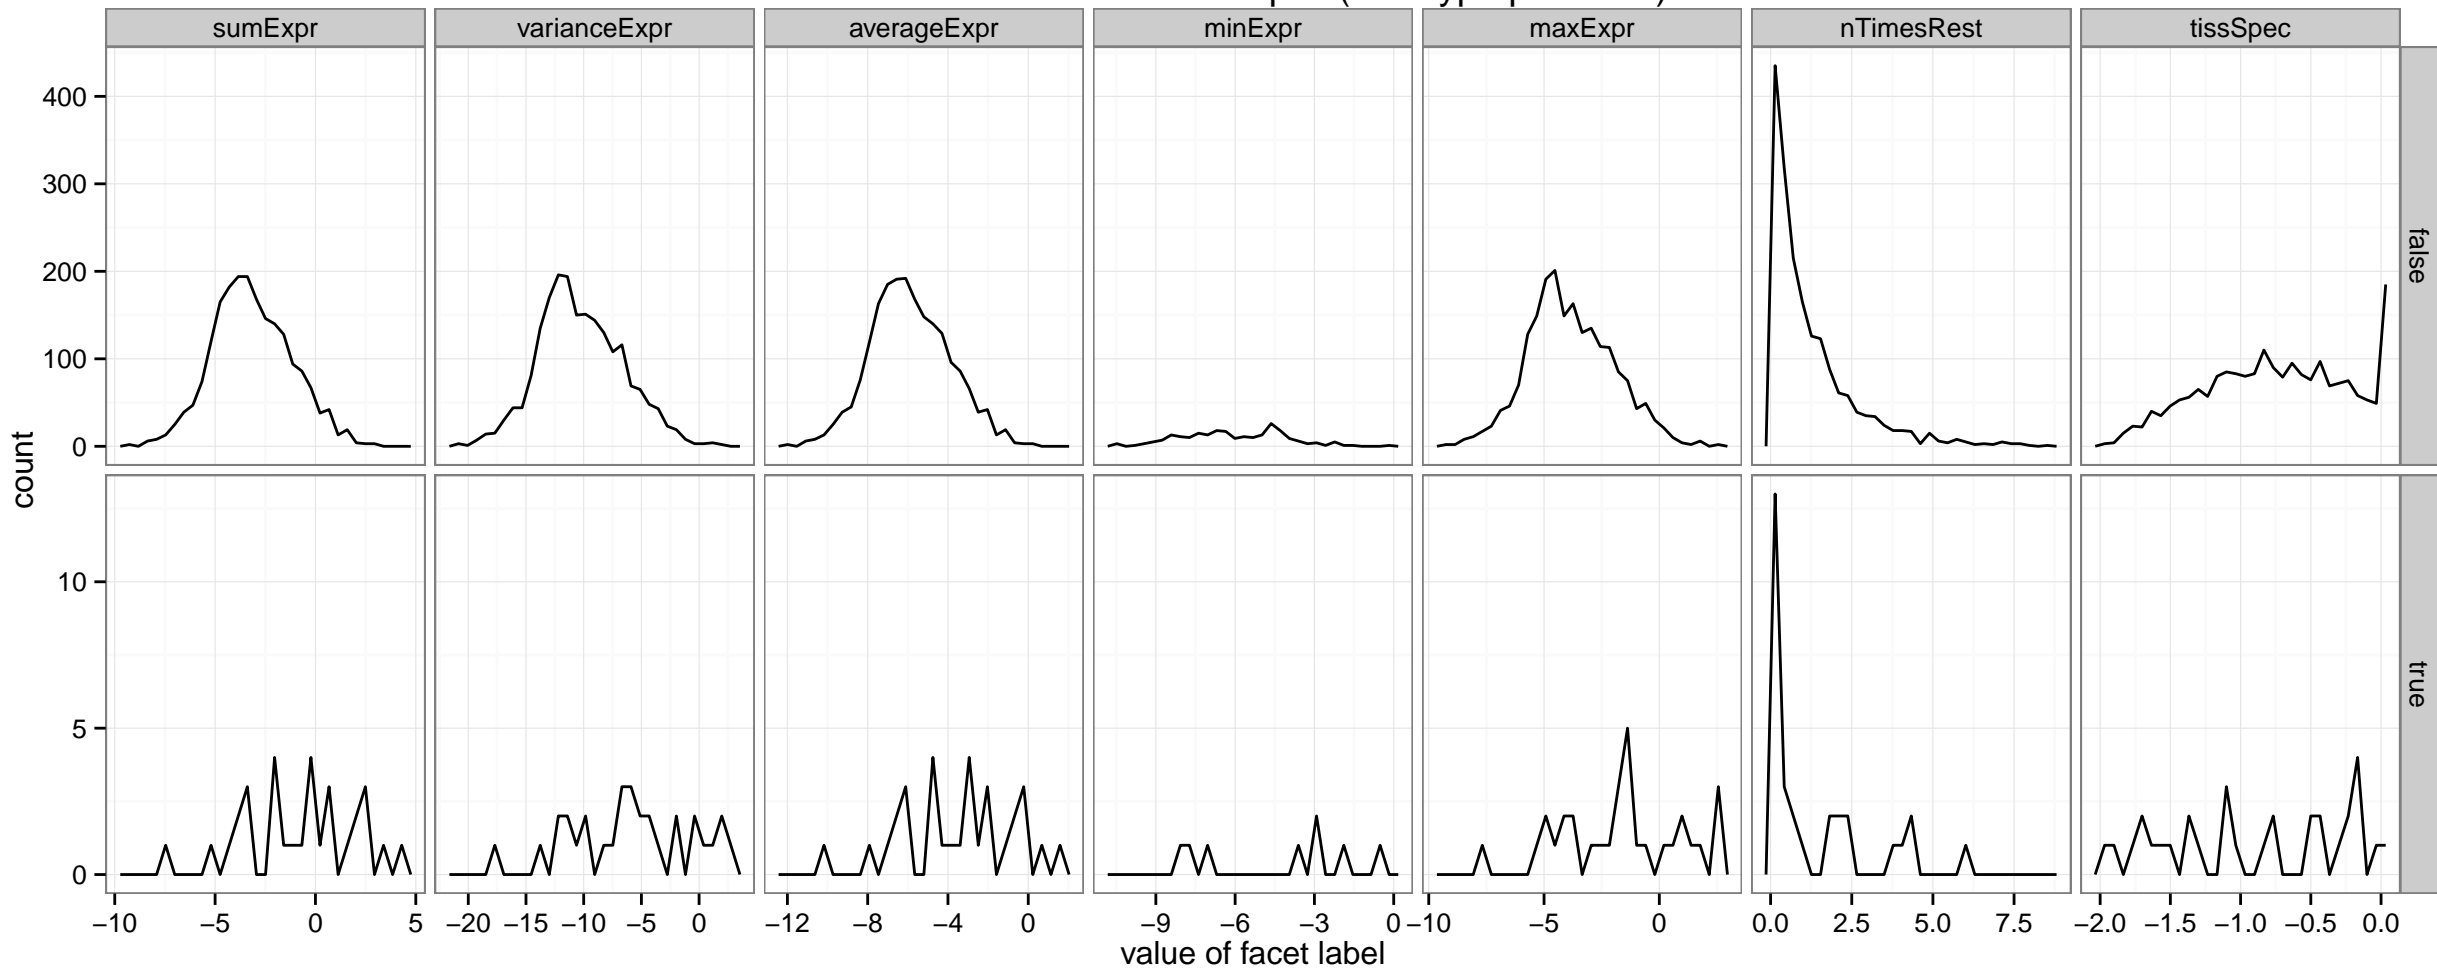 sumExpr varianceExpr averageExpr minExpr maxExpr nTimesRest tissSpec
400
300
200
100
0
false
count
10
5
0
true
−10 −5 0 5 −20 −15 −10 −5 0 −12 −8 −4 0 −9 −6 −3 0 −10 −5 0 0.0 2.5 5.0 7.5 −2.0 −1.5 −1.0 −0.5 0.0
value of facet label